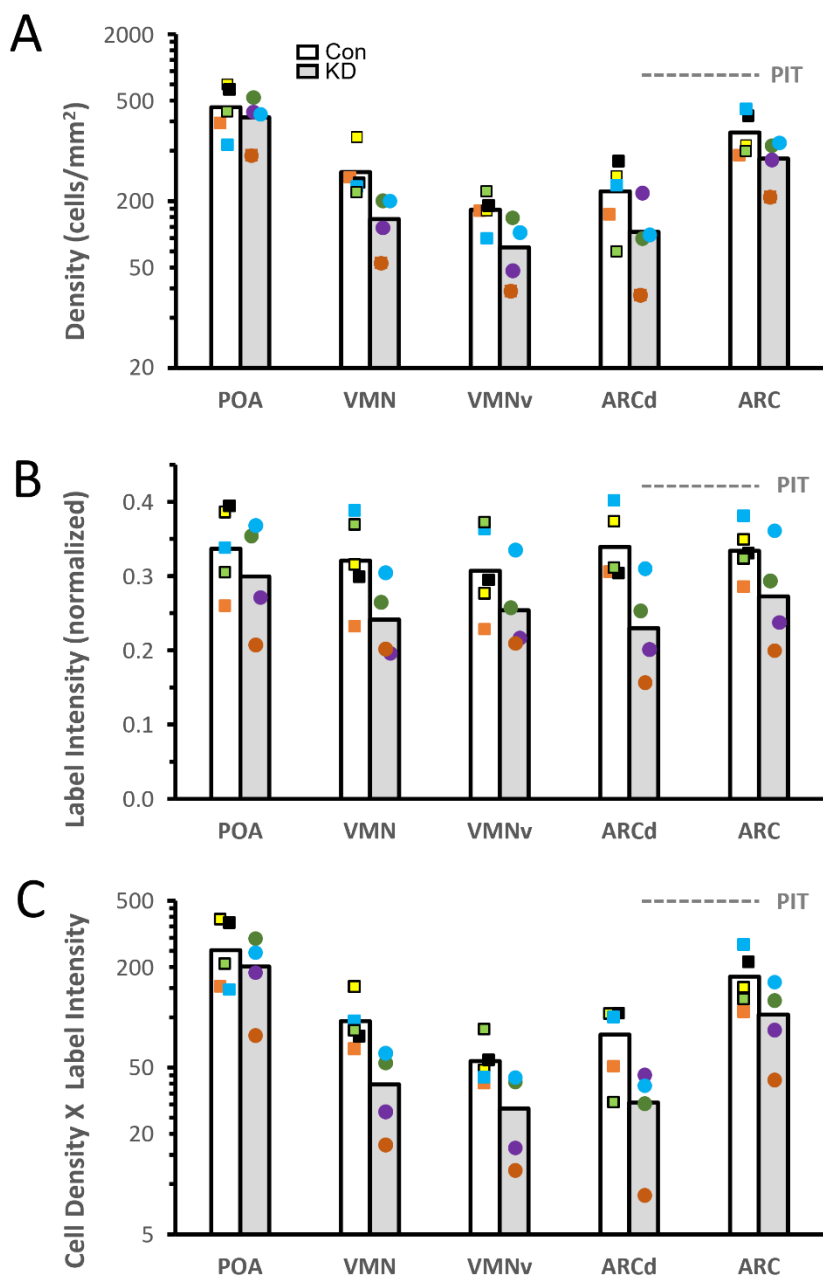 A
Density (cells/mm²)
2000
500
200
50
20
Con
KD
PIT
POA VMN VMNv ARCd ARC
B
Label Intensity (normalized)
0.4
0.3
0.2
0.1
0.0
PIT
POA VMN VMNv ARCd ARC
C
Cell Density X Label Intensity
500
200
50
20
5
PIT
POA VMN VMNv ARCd ARC